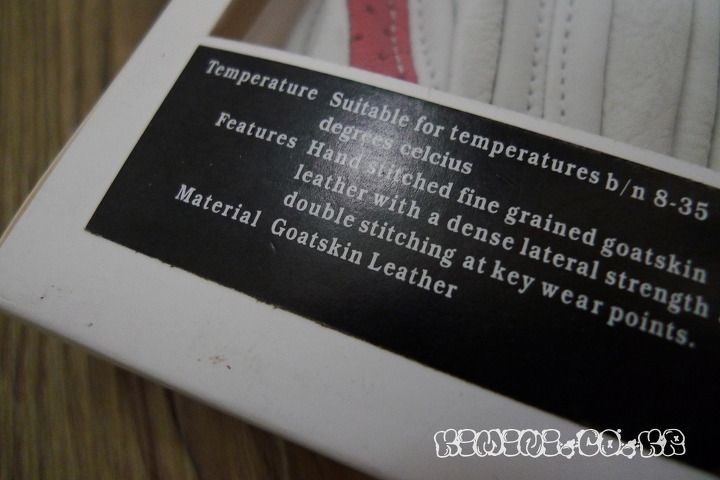 Temperature Suitable for temperatures b/n 8-35
degrees celcius
Features Hand stitched fine grained goatskin
leather with a dense lateral strength
double stitching at key wear points.
Material Goatskin Leather
KIMINI.CO.KR